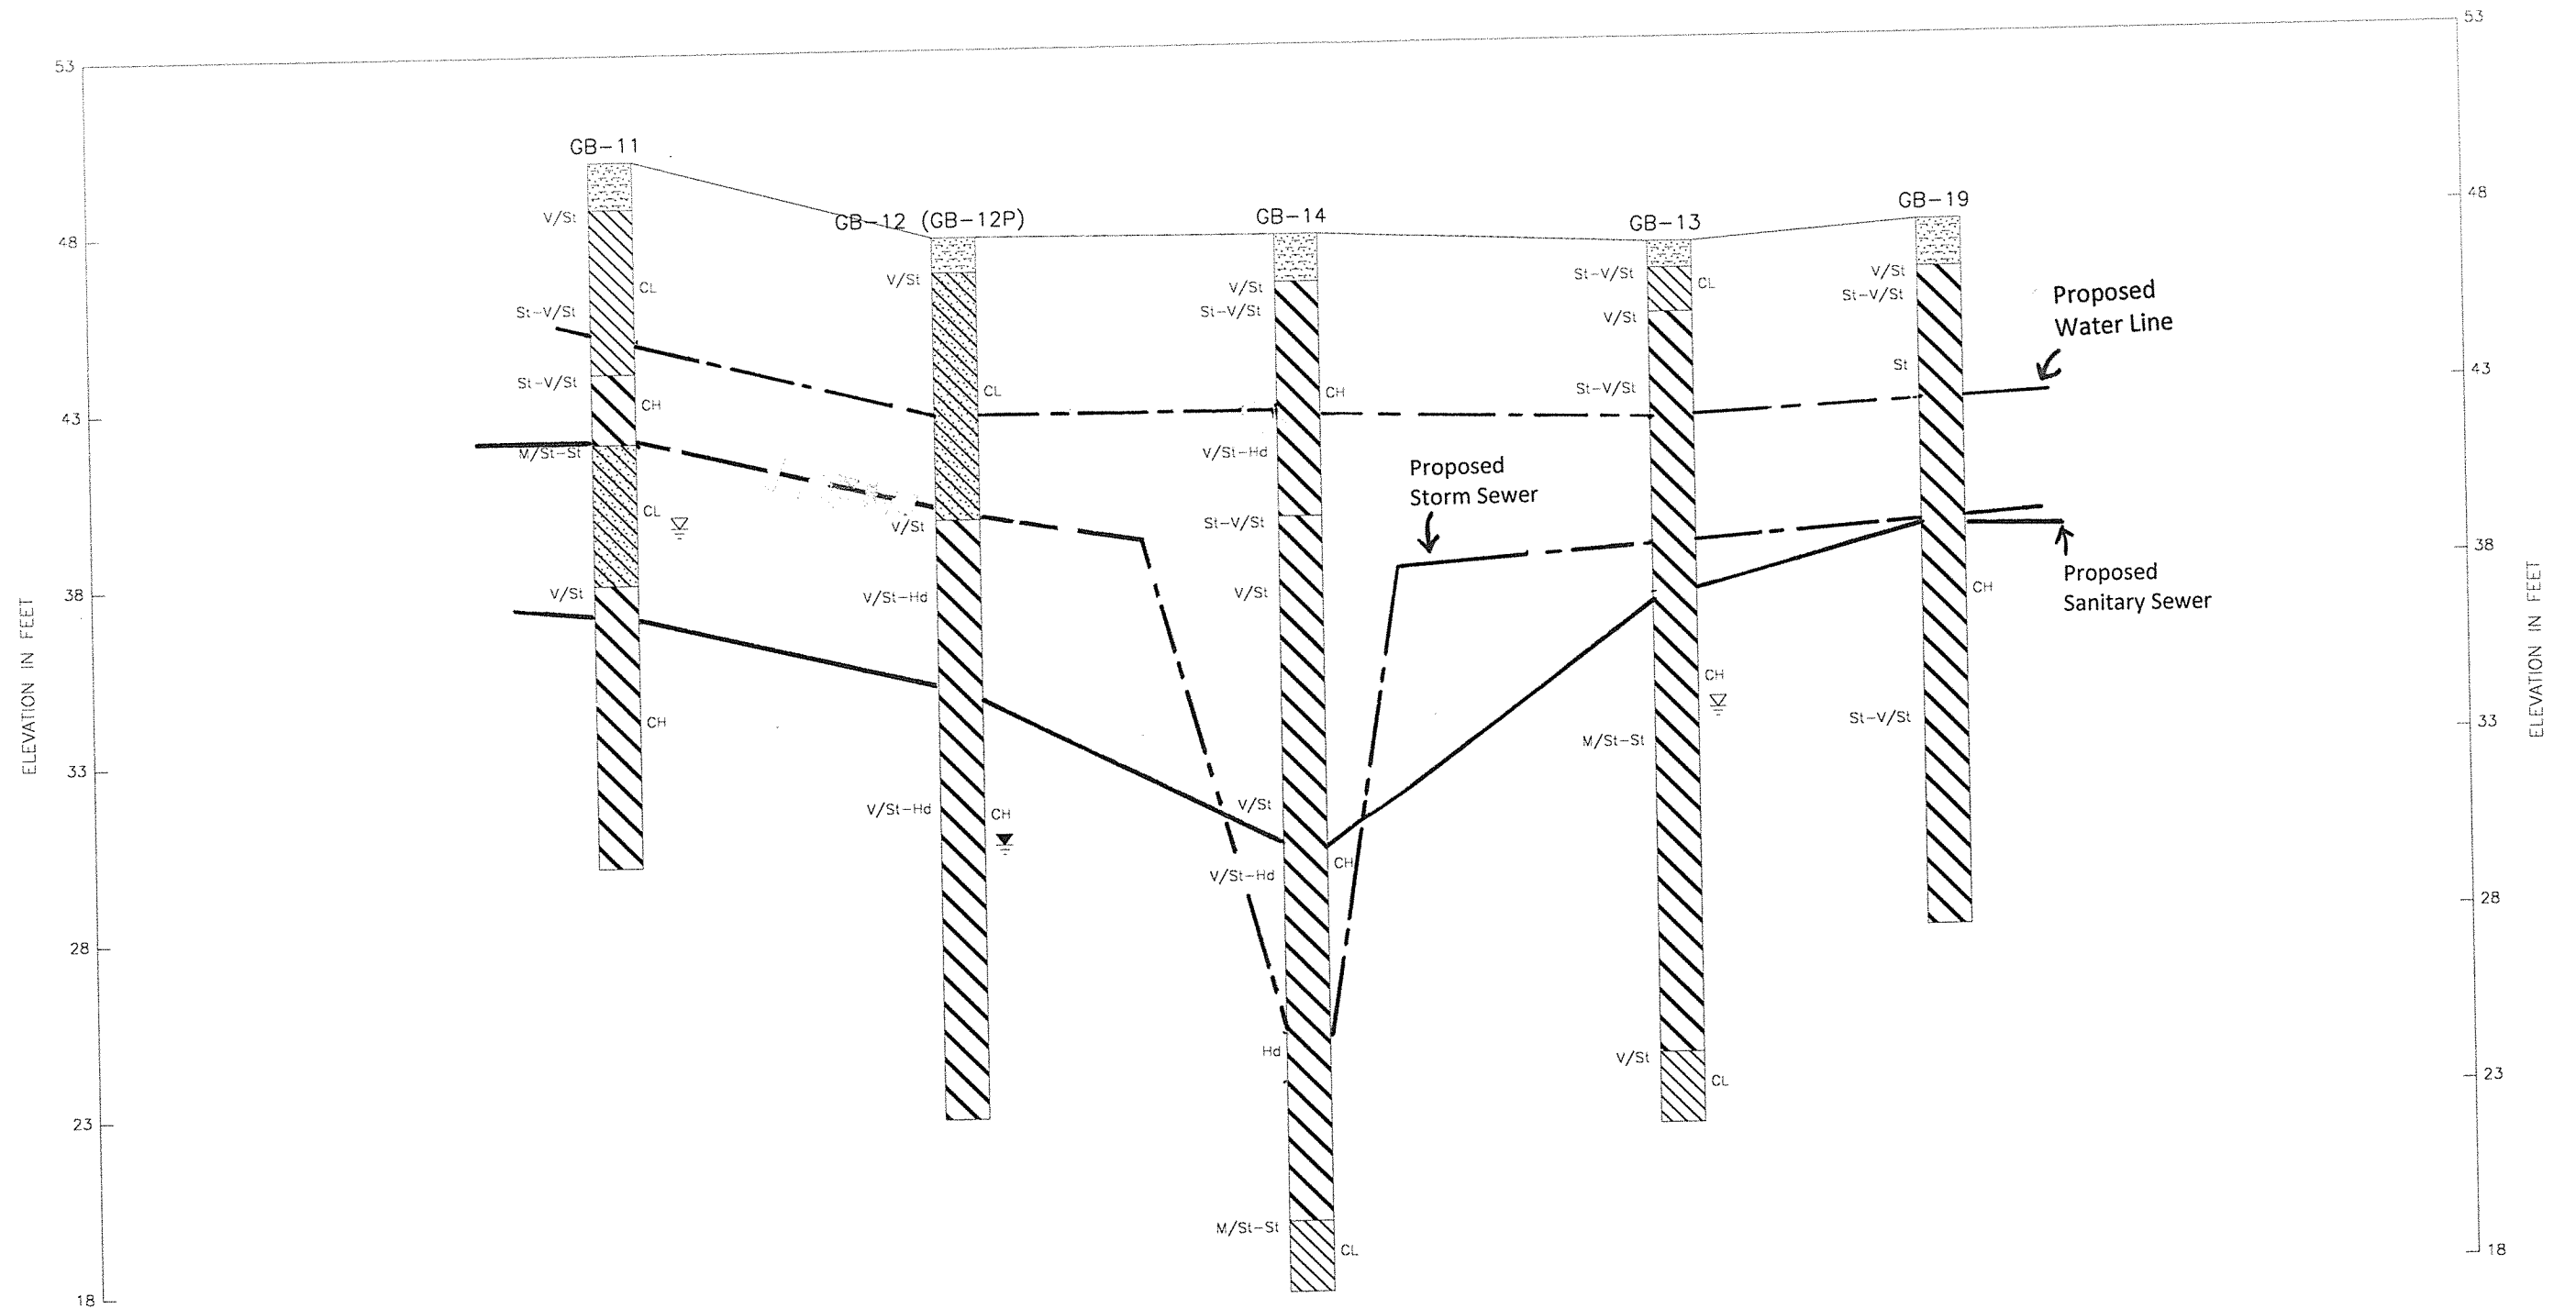 53
53
GB-11
48
GB-19
GB-12 (GB-12P)
GB-14
GB-13
V/St
48
V/St
St-V/St
V/St
CL
V/St
St-V/St
CL
V/St
St-V/St
Proposed
Water Line
St-V/St
V/St
St
43
St-V/St
CH
CL
CH
St-V/St
43
M/St-St
V/St-Hd
Proposed
Storm Sewer
CL
V/St
St-V/St
38
Proposed
Sanitary Sewer
38
V/St
V/St-Hd
V/St
CH
ELEVATION IN FEET
ELEVATION IN FEET
CH
CH
St-V/St
33
M/St-St
33
V/St-Hd
CH
V/St
CH
V/St-Hd
28
28
Hd
V/St
CL
23
23
M/St-St
CL
18
18